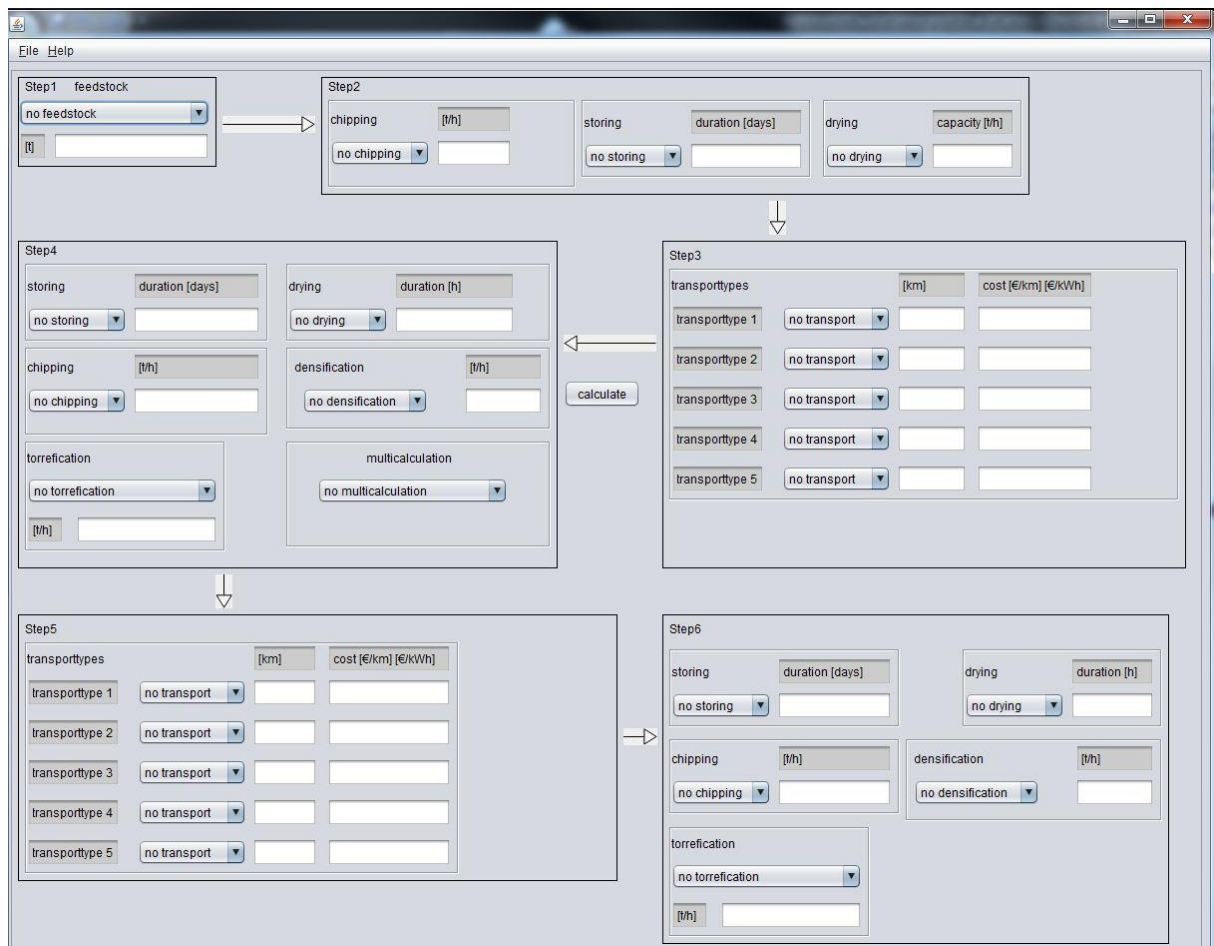 File Help
Step1 feedstock
no feedstock
[t]
Step2
chipping [t/h]
no chipping
storing duration [days]
no storing
drying capacity [t/h]
no drying
Step3
transporttypes [km] cost [€/km] [€/kWh]
transporttype 1 no transport
transporttype 2 no transport
transporttype 3 no transport
transporttype 4 no transport
transporttype 5 no transport
Step4
storing duration [days]
no storing
drying duration [h]
no drying
chipping [t/h]
no chipping
densification [t/h]
no densification
torrefication
no torrefication
[t/h]
multicalculation
no multicalculation
calculate
Step5
transporttypes [km] cost [€/km] [€/kWh]
transporttype 1 no transport
transporttype 2 no transport
transporttype 3 no transport
transporttype 4 no transport
transporttype 5 no transport
Step6
storing duration [days]
no storing
drying duration [h]
no drying
chipping [t/h]
no chipping
densification [t/h]
no densification
torrefication
no torrefication
[t/h]